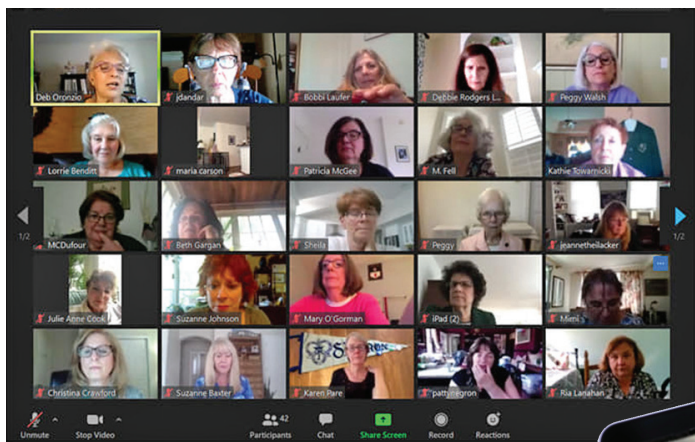 Deb Oronzio
jdandar
Bobbi Laufer
Debbie Rodgers L...
Peggy Walsh
Lorrie Benditt
maria carson
Patricia McGee
M. Fell
Kathie Towarnicki
1/2
MCDufour
Beth Gargan
Sheila
Peggy
jeannetheilacker
1/2
Julie Anne Cook
Suzanne Johnson
Mary O'Gorman
iPad (2)
Mimi
Christina Crawford
Suzanne Baxter
Karen Pare
pattynegron
Ria Lanahan
Unmute
Stop Video
Participants
42
Chat
Share Screen
Record
Reactions